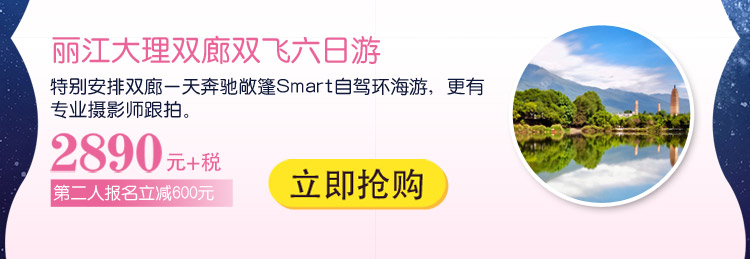 丽江大理双廊双飞六日游
特别安排双廊一天奔驰敞篷Smart自驾环海游，更有
专业摄影师跟拍。
2890元+税
第二人报名立减600元
立即抢购